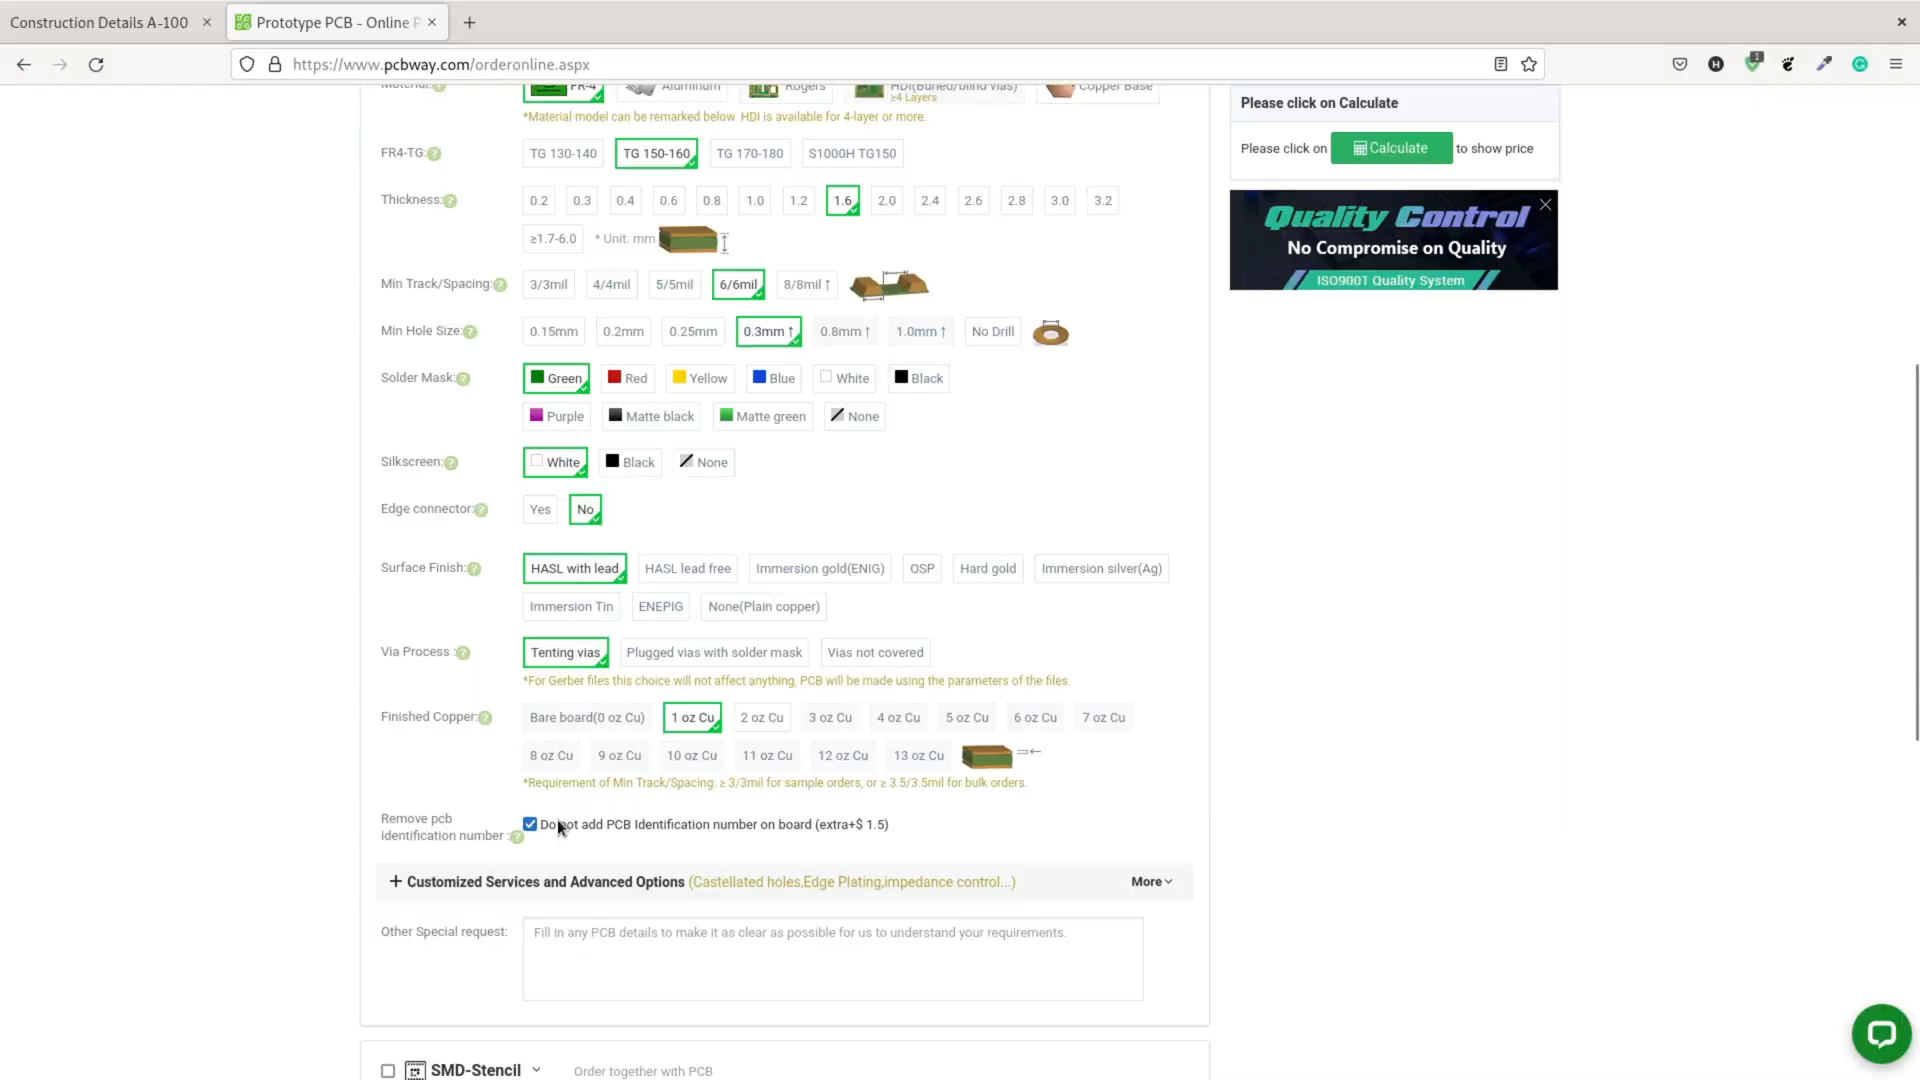 Construction Details A-100
Prototype PCB - Online P
https://www.pcbway.com/orderonline.aspx
1
Material:
FR-4
Aluminum
Rogers
HDI(Buried/blind vias)
≥4 Layers
Copper Base
*Material model can be remarked below. HDI is available for 4-layer or more.
FR4-TG:
TG 130-140
TG 150-160
TG 170-180
S1000H TG150
Thickness:
0.2 0.3 0.4 0.6 0.8 1.0 1.2 1.6 2.0 2.4 2.6 2.8 3.0 3.2
≥1.7-6.0 * Unit: mm
Min Track/Spacing:
3/3mil 4/4mil 5/5mil 6/6mil 8/8mil ↑
Min Hole Size:
0.15mm 0.2mm 0.25mm 0.3mm ↑ 0.8mm ↑ 1.0mm ↑ No Drill
Solder Mask:
Green Red Yellow Blue White Black
Purple Matte black Matte green None
Silkscreen:
White Black None
Edge connector:
Yes No
Surface Finish:
HASL with lead HASL lead free Immersion gold(ENIG) OSP Hard gold Immersion silver(Ag)
Immersion Tin ENEPIG None(Plain copper)
Via Process :
Tenting vias Plugged vias with solder mask Vias not covered
*For Gerber files this choice will not affect anything, PCB will be made using the parameters of the files.
Finished Copper:
Bare board(0 oz Cu) 1 oz Cu 2 oz Cu 3 oz Cu 4 oz Cu 5 oz Cu 6 oz Cu 7 oz Cu
8 oz Cu 9 oz Cu 10 oz Cu 11 oz Cu 12 oz Cu 13 oz Cu
*Requirement of Min Track/Spacing: ≥ 3/3mil for sample orders, or ≥ 3.5/3.5mil for bulk orders.
Remove pcb
identification number :
Do not add PCB Identification number on board (extra+$ 1.5)
+ Customized Services and Advanced Options (Castellated holes,Edge Plating,impedance control...) More
Other Special request:
Fill in any PCB details to make it as clear as possible for us to understand your requirements.
SMD-Stencil
Order together with PCB
Please click on Calculate
Please click on Calculate to show price
Quality Control
No Compromise on Quality
ISO9001 Quality System